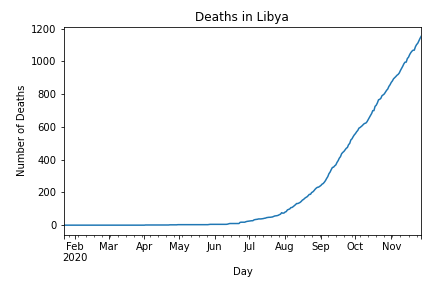 Deaths in Libya
Number of Deaths
1200
1000
800
600
400
200
0
Feb Mar Apr May Jun Jul Aug Sep Oct Nov
2020
Day